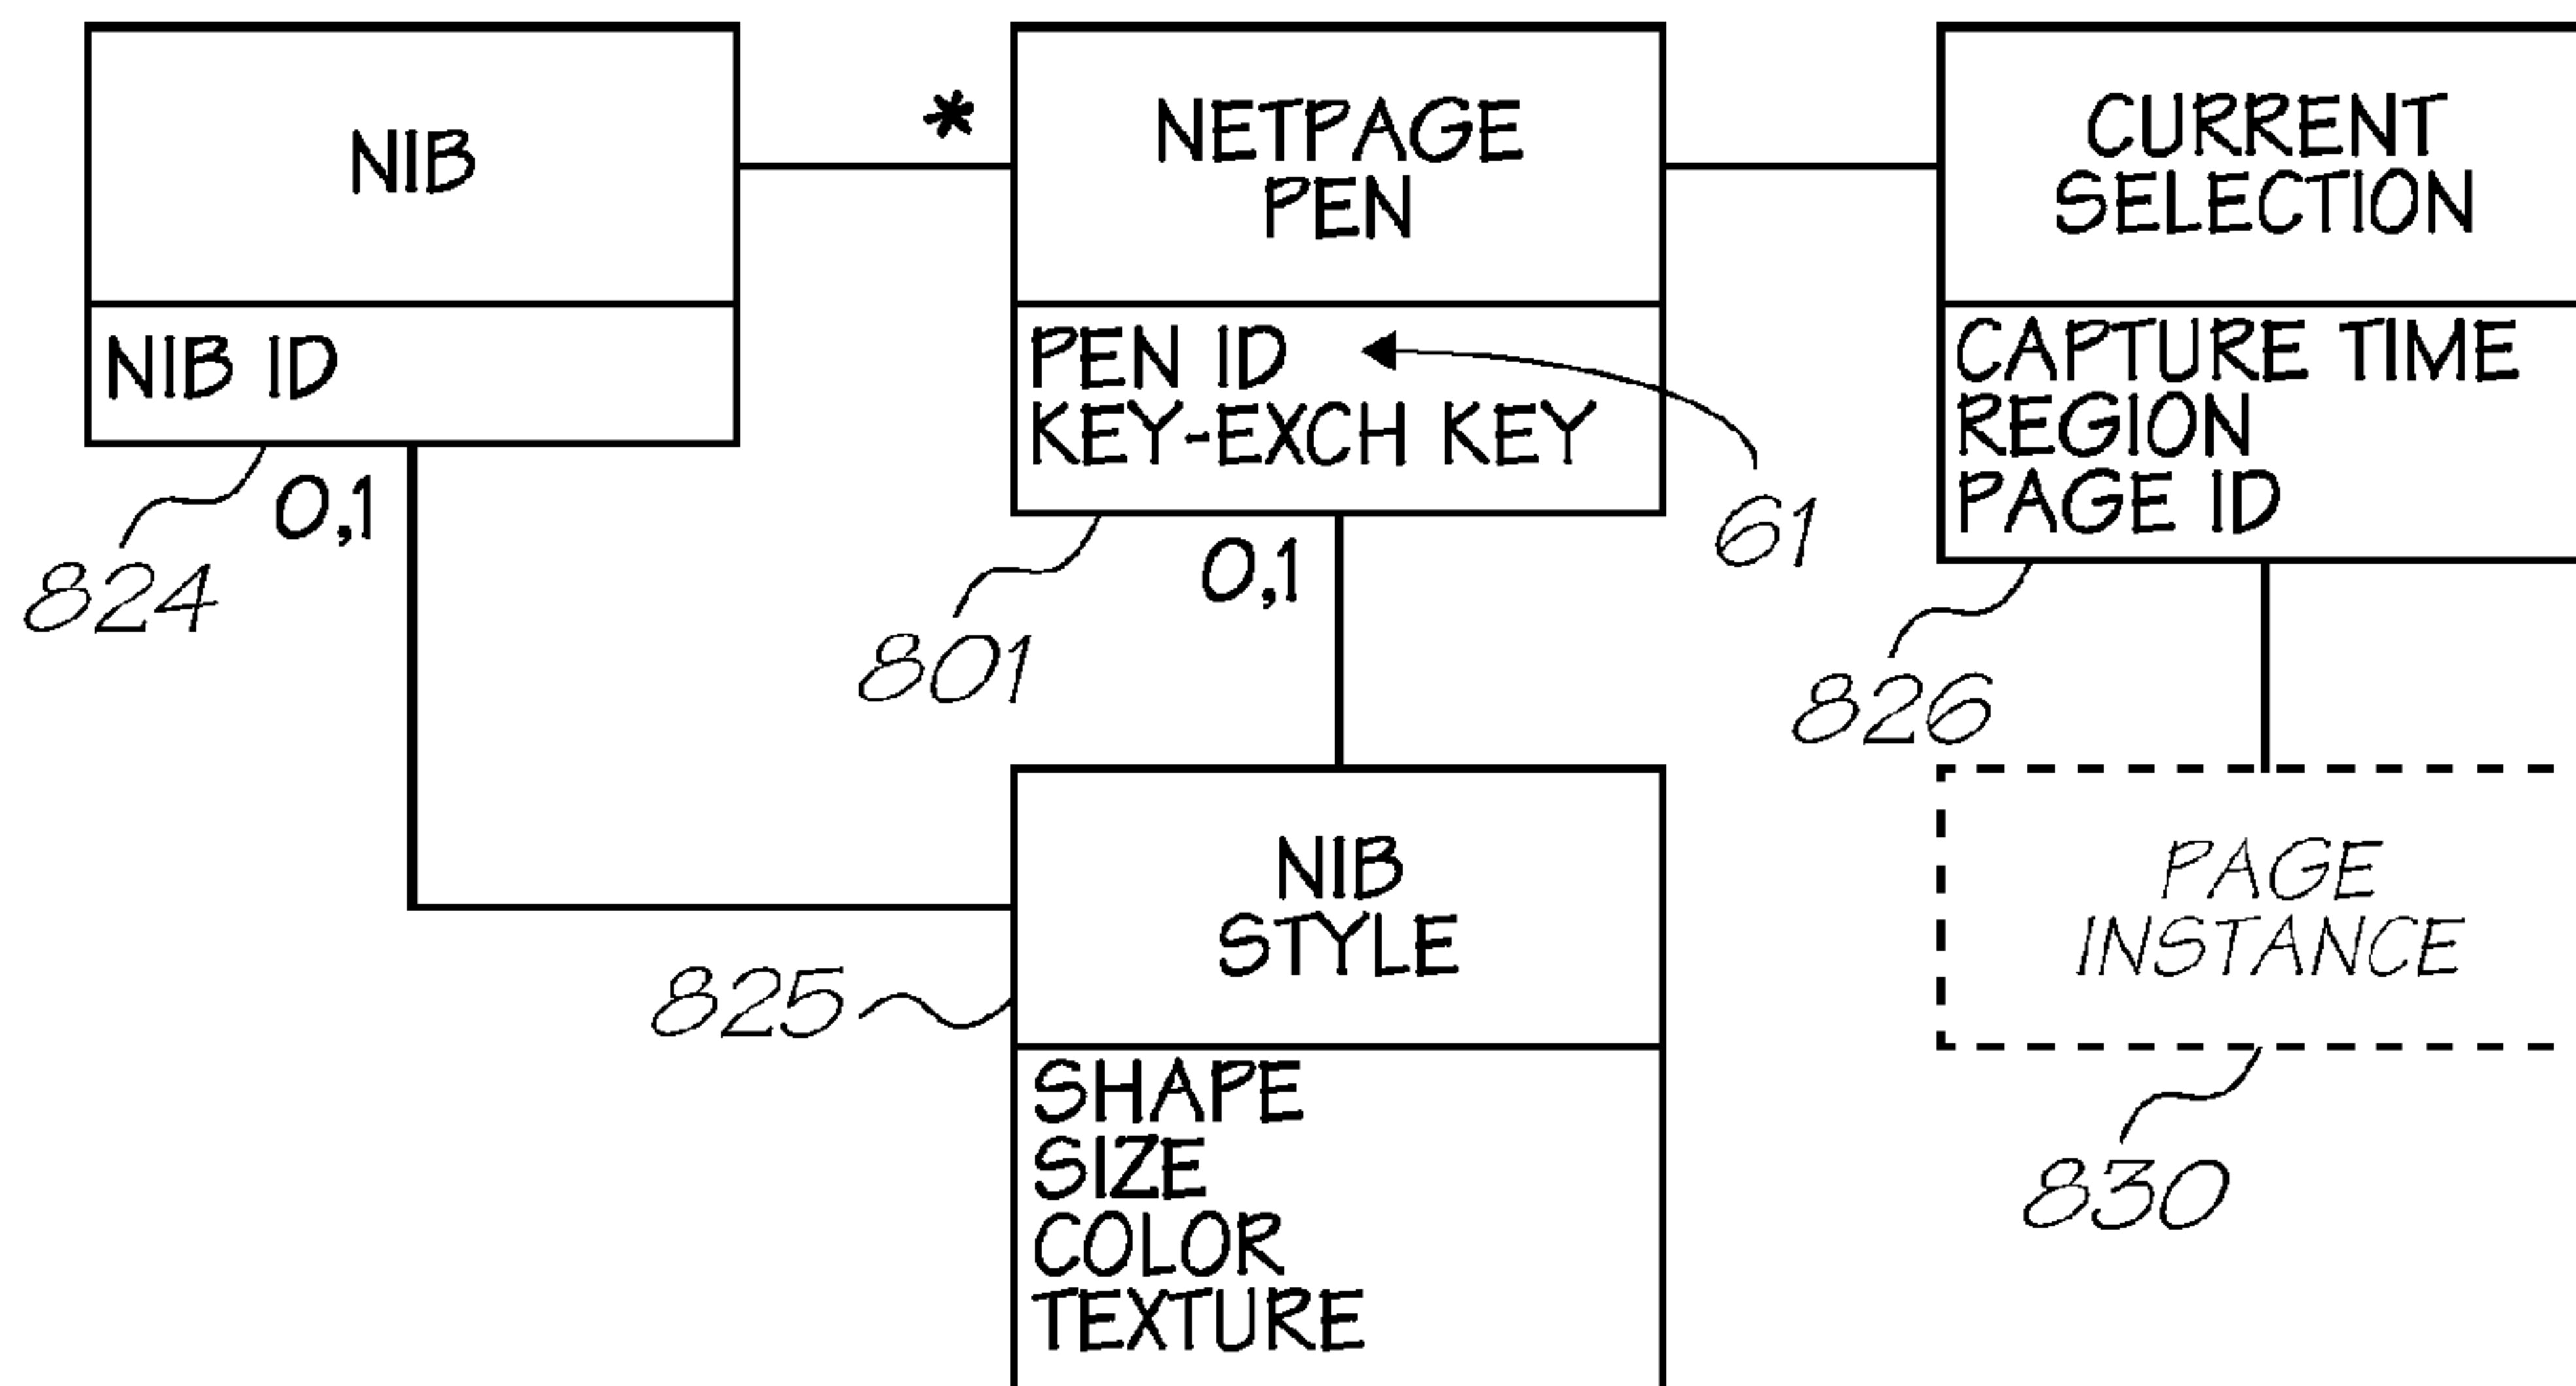 NIB
NIB ID
824
0,1
*
NETPAGE
PEN
PEN ID
KEY-EXCH KEY
61
801
0,1
CURRENT
SELECTION
CAPTURE TIME
REGION
PAGE ID
826
NIB
STYLE
825
SHAPE
SIZE
COLOR
TEXTURE
PAGE
INSTANCE
830